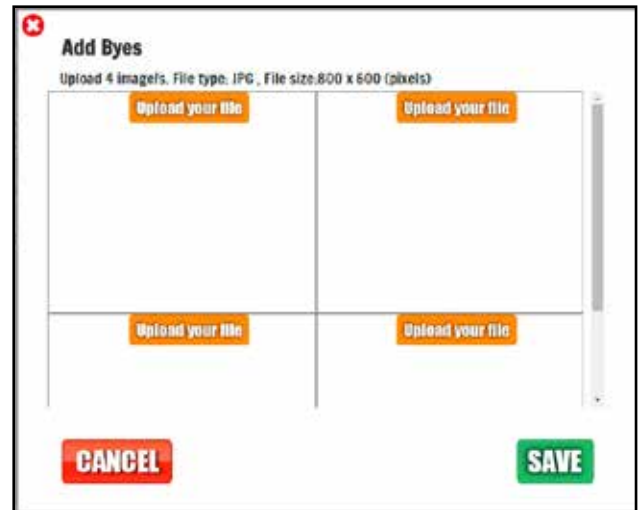 Add Byes
Upload 4 image/s. File type: JPG , File size:800 x 600 (pixels)
Upload your file Upload your file
Upload your file Upload your file
CANCEL SAVE